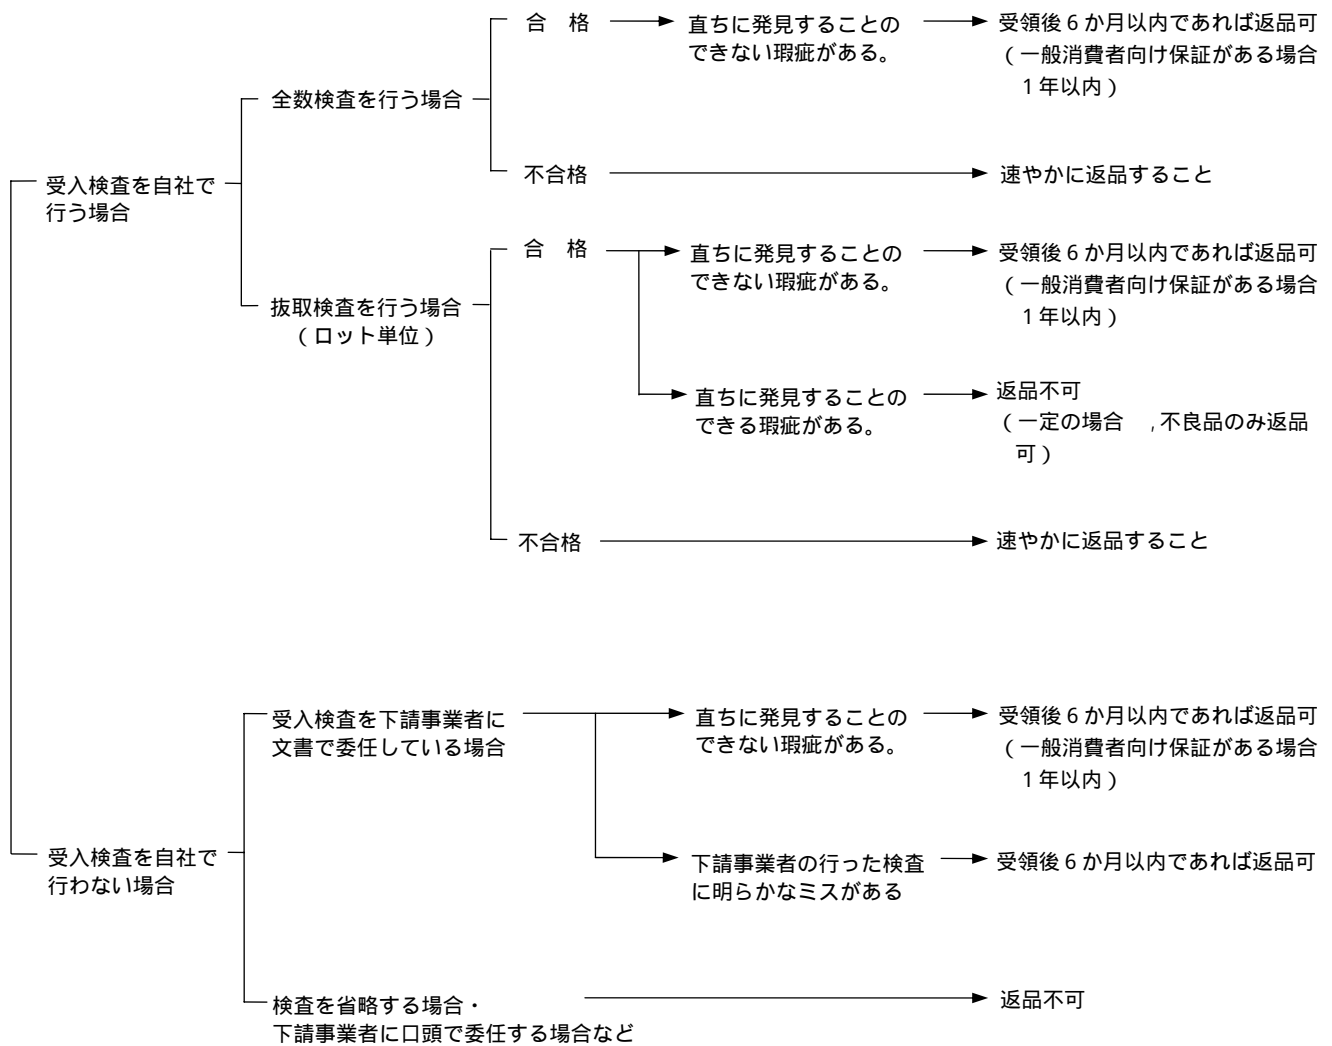 受入検査を自社で
行う場合
全数検査を行う場合
合　格
直ちに発見することの
できない瑕疵がある。
受領後６か月以内であれば返品可
（一般消費者向け保証がある場合
１年以内）
不合格
速やかに返品すること
抜取検査を行う場合
（ロット単位）
合　格
直ちに発見することの
できない瑕疵がある。
受領後６か月以内であれば返品可
（一般消費者向け保証がある場合
１年以内）
直ちに発見することの
できる瑕疵がある。
返品不可
（一定の場合　,不良品のみ返品
可）
不合格
速やかに返品すること
受入検査を自社で
行わない場合
受入検査を下請事業者に
文書で委任している場合
直ちに発見することの
できない瑕疵がある。
受領後６か月以内であれば返品可
（一般消費者向け保証がある場合
１年以内）
下請事業者の行った検査
に明らかなミスがある
受領後６か月以内であれば返品可
検査を省略する場合・
下請事業者に口頭で委任する場合など
返品不可